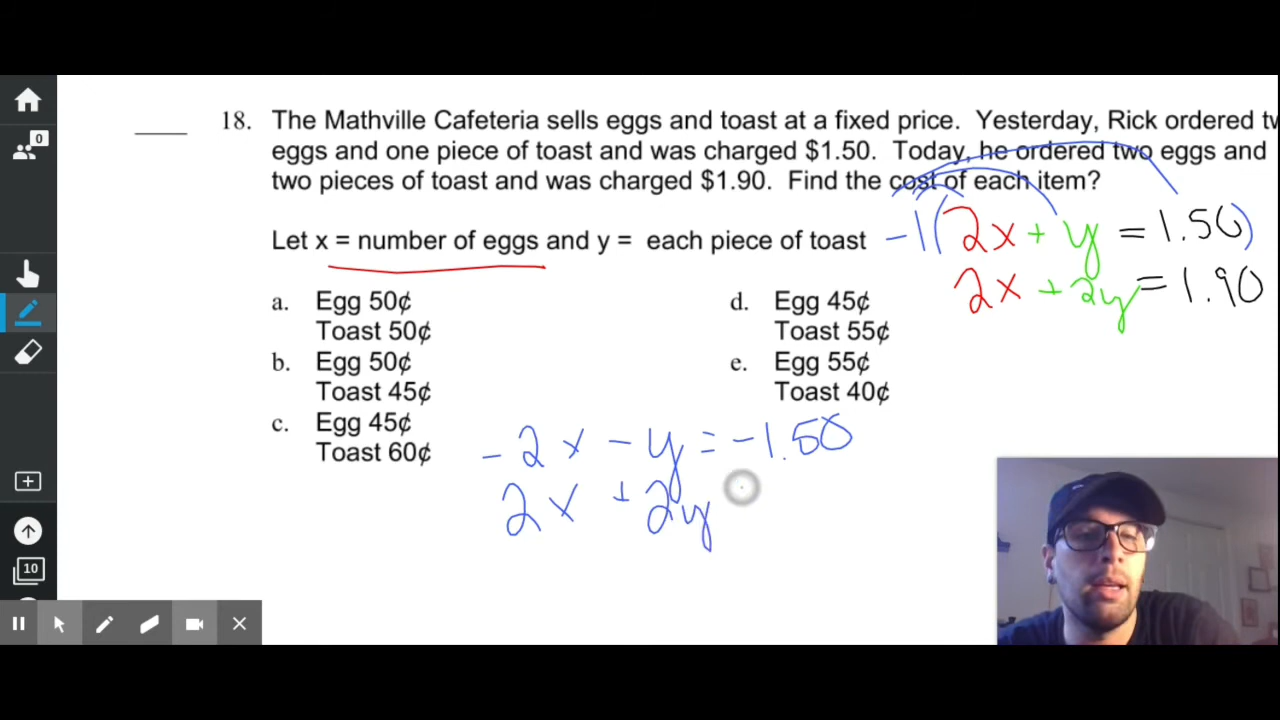 18. The Mathville Cafeteria sells eggs and toast at a fixed price. Yesterday, Rick ordered tw
eggs and one piece of toast and was charged $1.50. Today, he ordered two eggs and
two pieces of toast and was charged $1.90. Find the cost of each item?
-1(2x + y = 1.50)
Let x = number of eggs and y = each piece of toast
2x + 2y = 1.90
a. Egg 50¢
Toast 50¢
b. Egg 50¢
Toast 45¢
c. Egg 45¢
Toast 60¢
d. Egg 45¢
Toast 55¢
e. Egg 55¢
Toast 40¢
-2x - y = -1.50
2x + 2y
0
10